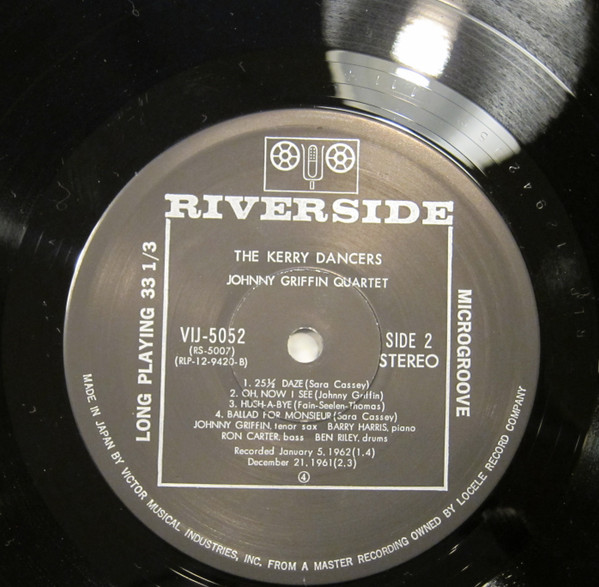 RIVERSIDE
THE KERRY DANCERS
JOHNNY GRIFFIN QUARTET
LONG PLAYING 33 1/3
MICROGROOVE
VIJ-5052
(RS-5007)
(RLP-12-9420-B)
SIDE 2
STEREO
1. 25½ DAZE (Sara Cassey)
2. OH, NOW I SEE (Johnny Griffin)
3. HUSH-A-BYE (Fain-Seelen-Thomas)
4. BALLAD FOR MONSIEUR (Sara Cassey)
JOHNNY GRIFFIN, tenor sax BARRY HARRIS, piano
RON CARTER, bass BEN RILEY, drums
Recorded January 5, 1962 (1.4)
December 21, 1961 (2.3)
④
MADE IN JAPAN BY VICTOR MUSICAL INDUSTRIES, INC. FROM A MASTER RECORDING OWNED BY LOCELE RECORD COMPANY